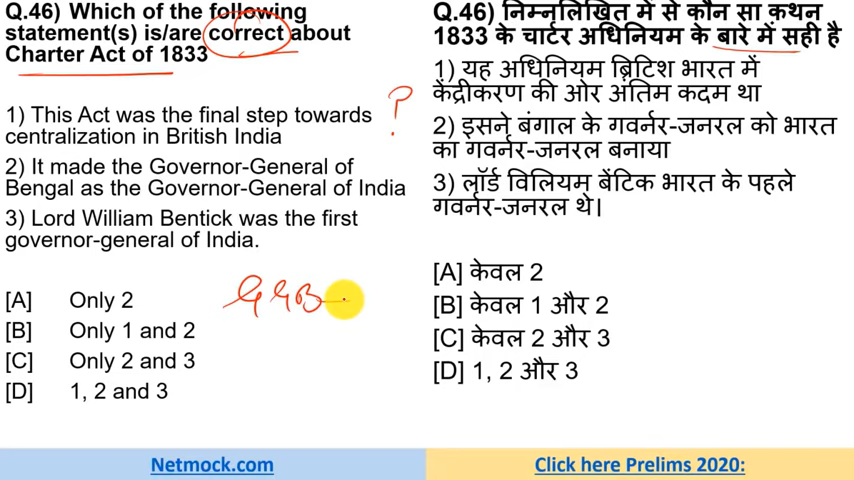 Q.46) Which of the following
statement(s) is/are correct about
Charter Act of 1833
?
1) This Act was the final step towards
centralization in British India
2) It made the Governor-General of
Bengal as the Governor-General of India
3) Lord William Bentick was the first
governor-general of India.
[A] Only 2
[B] Only 1 and 2
[C] Only 2 and 3
[D] 1, 2 and 3
GGB
Q.46) निम्नलिखित में से कौन सा कथन
1833 के चार्टर अधिनियम के बारे में सही है
1) यह अधिनियम ब्रिटिश भारत में
केंद्रीकरण की ओर अंतिम कदम था
2) इसने बंगाल के गवर्नर-जनरल को भारत
का गवर्नर-जनरल बनाया
3) लॉर्ड विलियम बेंटिक भारत के पहले
गवर्नर-जनरल थे।
[A] केवल 2
[B] केवल 1 और 2
[C] केवल 2 और 3
[D] 1, 2 और 3
Netmock.com
Click here Prelims 2020: